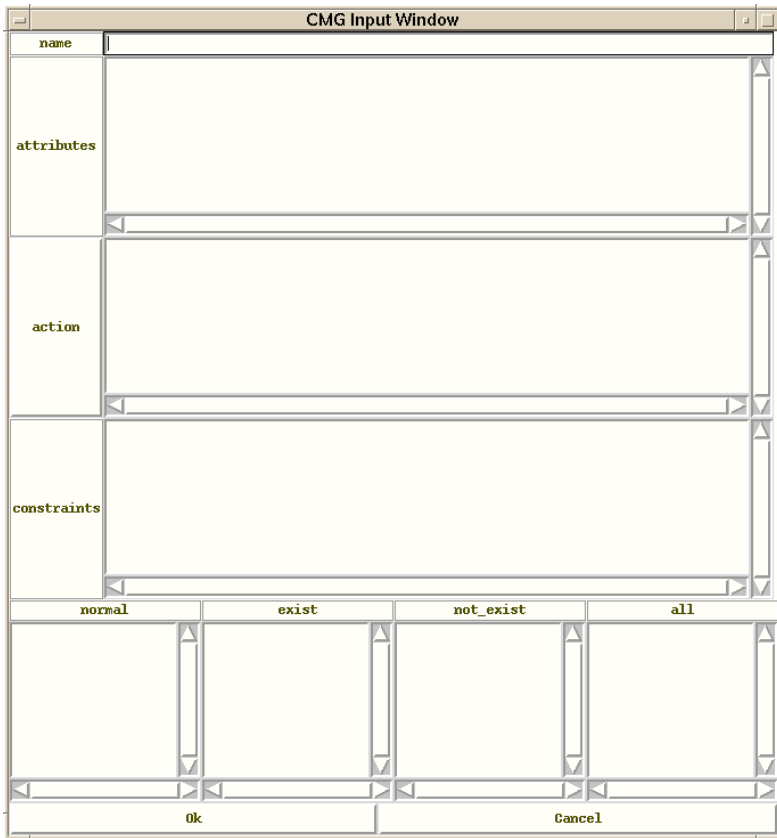 CMG Input Window
name
attributes
action
constraints
normal exist not_exist all
Ok Cancel